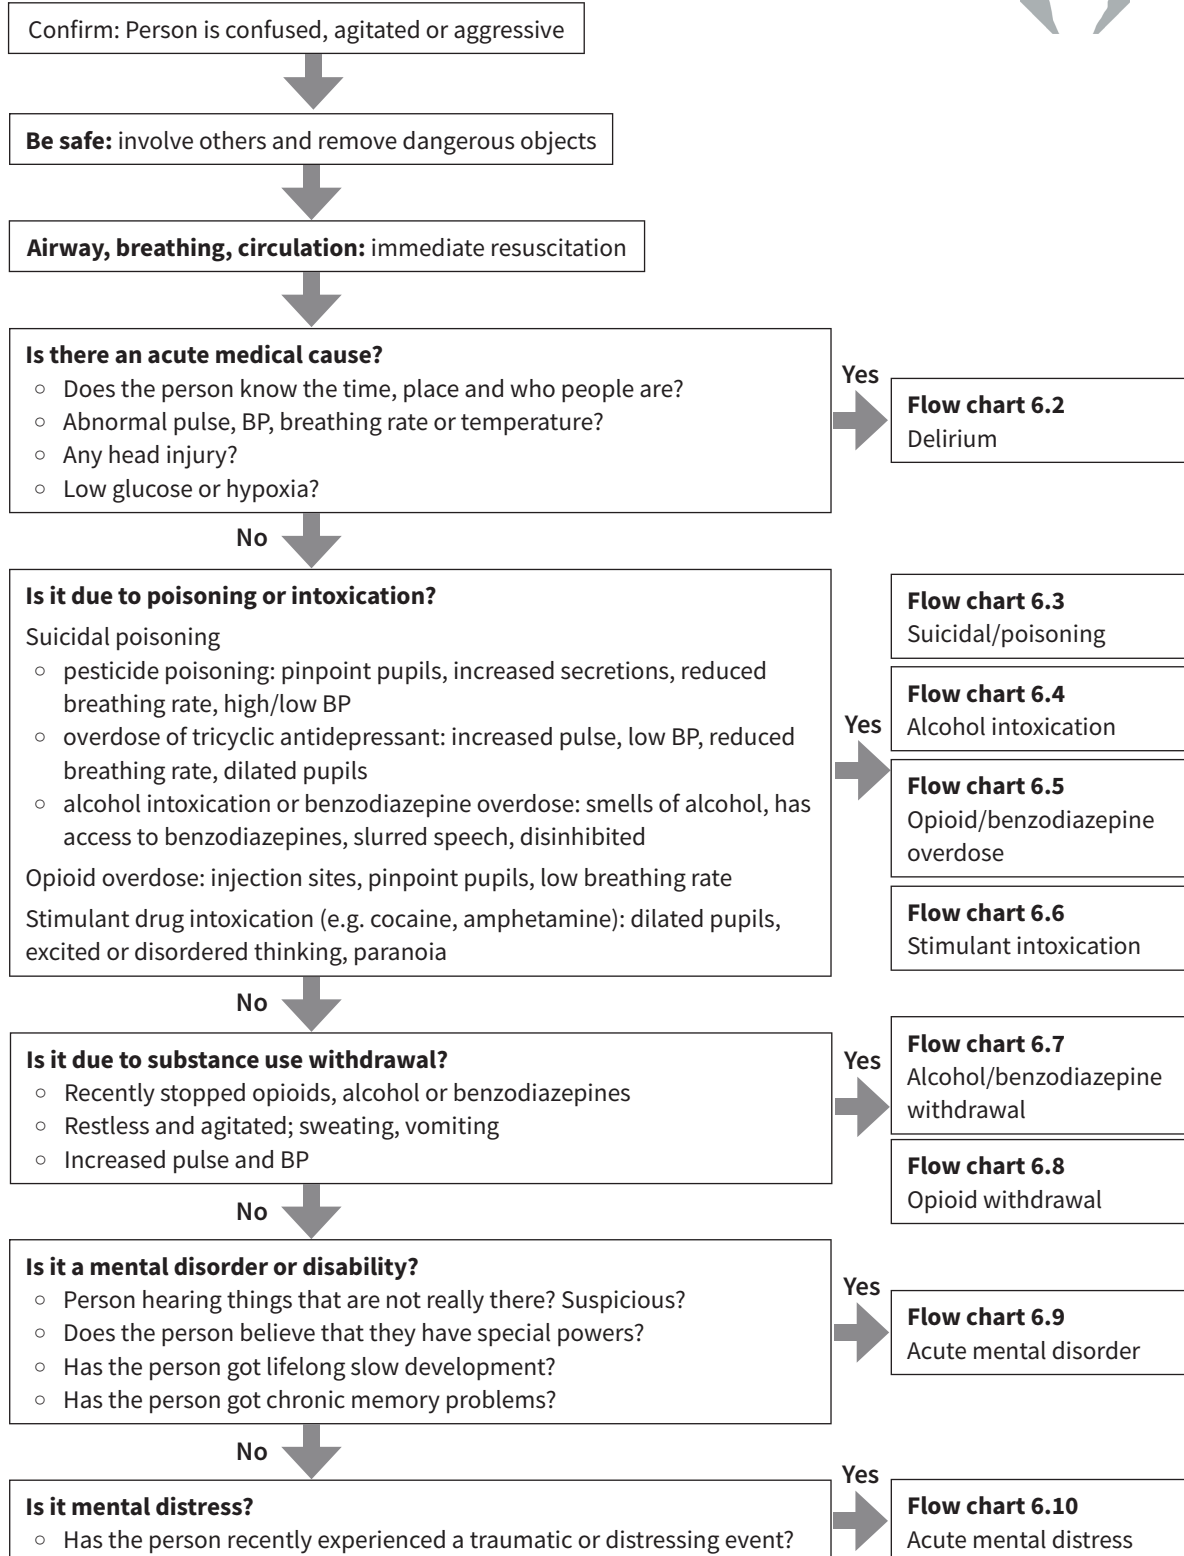 Confirm: Person is confused, agitated or aggressive
Be safe: involve others and remove dangerous objects
Airway, breathing, circulation: immediate resuscitation
Is there an acute medical cause?
○ Does the person know the time, place and who people are?
○ Abnormal pulse, BP, breathing rate or temperature?
○ Any head injury?
○ Low glucose or hypoxia?
Yes
Flow chart 6.2
Delirium
No
Is it due to poisoning or intoxication?
Suicidal poisoning
○ pesticide poisoning: pinpoint pupils, increased secretions, reduced
breathing rate, high/low BP
○ overdose of tricyclic antidepressant: increased pulse, low BP, reduced
breathing rate, dilated pupils
○ alcohol intoxication or benzodiazepine overdose: smells of alcohol, has
access to benzodiazepines, slurred speech, disinhibited
Opioid overdose: injection sites, pinpoint pupils, low breathing rate
Stimulant drug intoxication (e.g. cocaine, amphetamine): dilated pupils,
excited or disordered thinking, paranoia
Yes
Flow chart 6.3
Suicidal/poisoning
Flow chart 6.4
Alcohol intoxication
Flow chart 6.5
Opioid/benzodiazepine
overdose
Flow chart 6.6
Stimulant intoxication
No
Is it due to substance use withdrawal?
○ Recently stopped opioids, alcohol or benzodiazepines
○ Restless and agitated; sweating, vomiting
○ Increased pulse and BP
Yes
Flow chart 6.7
Alcohol/benzodiazepine
withdrawal
Flow chart 6.8
Opioid withdrawal
No
Is it a mental disorder or disability?
○ Person hearing things that are not really there? Suspicious?
○ Does the person believe that they have special powers?
○ Has the person got lifelong slow development?
○ Has the person got chronic memory problems?
Yes
Flow chart 6.9
Acute mental disorder
No
Is it mental distress?
○ Has the person recently experienced a traumatic or distressing event?
Yes
Flow chart 6.10
Acute mental distress